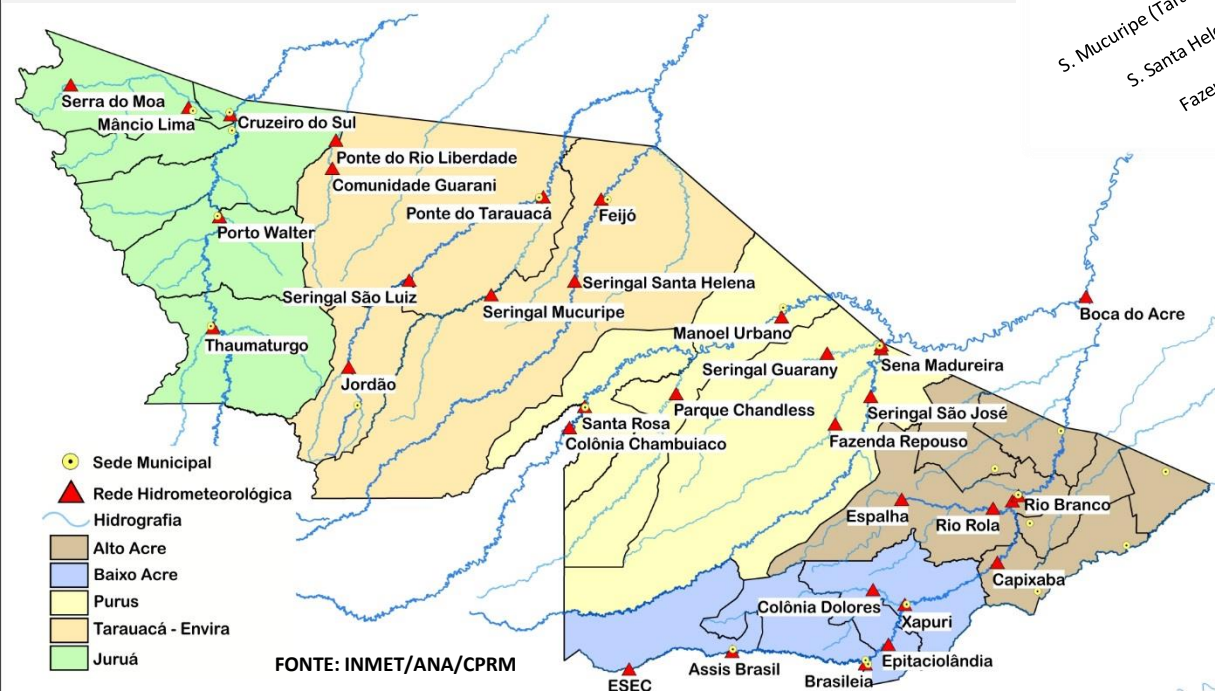 S. Mucuripe
S. Santa
Serra do Moa
Mâncio Lima
Cruzeiro do Sul
Ponte do Rio Liberdade
Comunidade Guarani
Ponte do Tarauacá
Feijó
Porto Walter
Seringal São Luiz
Seringal Mucuripe
Seringal Santa Helena
Thaumaturgo
Jordão
Manoel Urbano
Boca do Acre
Seringal Guarany
Sena Madureira
Parque Chandless
Seringal São José
Santa Rosa
Colônia Chambuiaco
Fazenda Repouso
Espalha
Rio Rola
Rio Branco
Capixaba
Colônia Dolores
Xapuri
Epitaciolândia
Assis Brasil
Brasileia
ESEC
Sede Municipal
Rede Hidrometeorológica
Hidrografia
Alto Acre
Baixo Acre
Purus
Tarauacá - Envira
Juruá
FONTE: INMET/ANA/CPRM